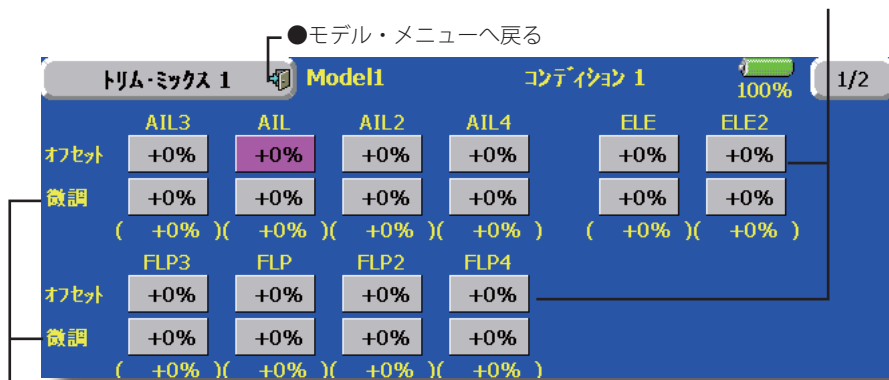 ●モデル・メニューへ戻る
トリム・ミックス 1 Model1 コンディション 1 100% 1/2
AIL3 AIL AIL2 AIL4 ELE ELE2
オフセット +0% +0% +0% +0% +0% +0%
微調 +0% +0% +0% +0% +0% +0%
( +0% )( +0% )( +0% )( +0% ) ( +0% )( +0% )
FLP3 FLP FLP2 FLP4
オフセット +0% +0% +0% +0%
微調 +0% +0% +0% +0%
( +0% )( +0% )( +0% )( +0% )